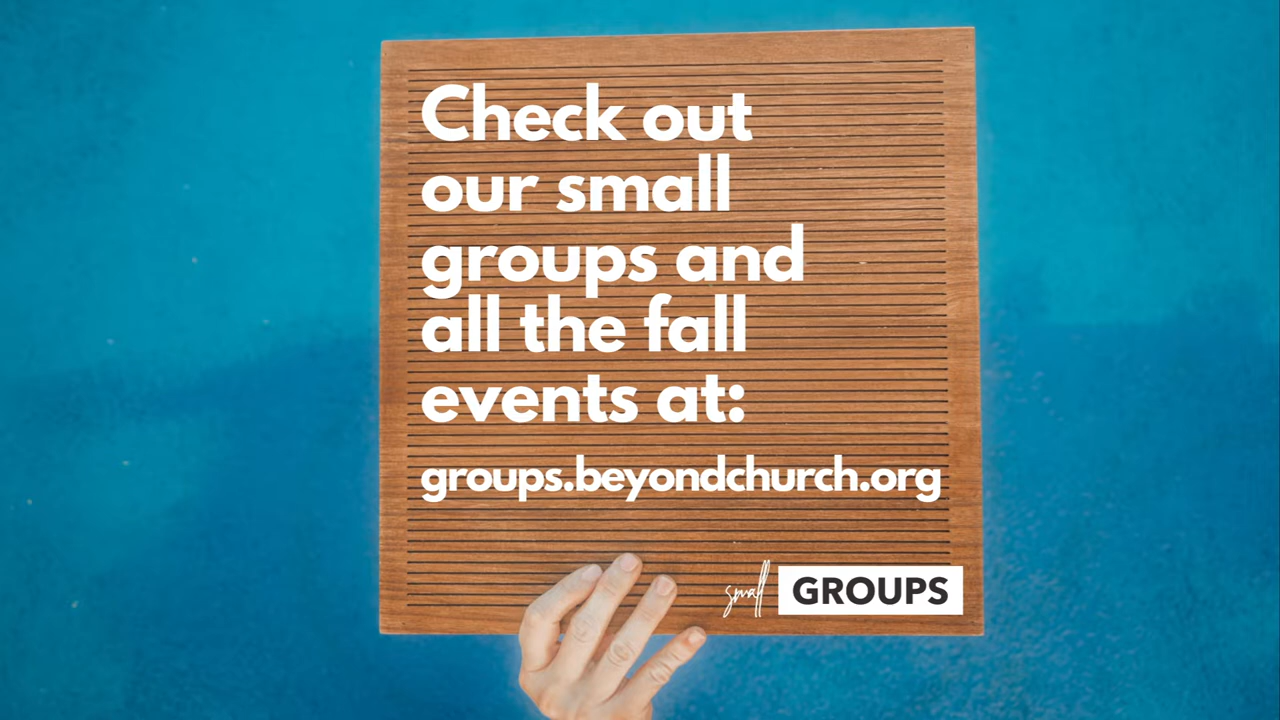 Check out
our small
groups and
all the fall
events at:
groups.beyondchurch.org
small GROUPS